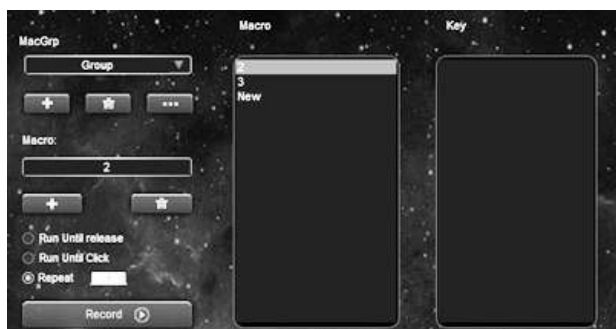 MacGrp
Group
Macro:
2
Run Until release
Run Until Click
Repeat
Record
Macro
2
3
New
Key